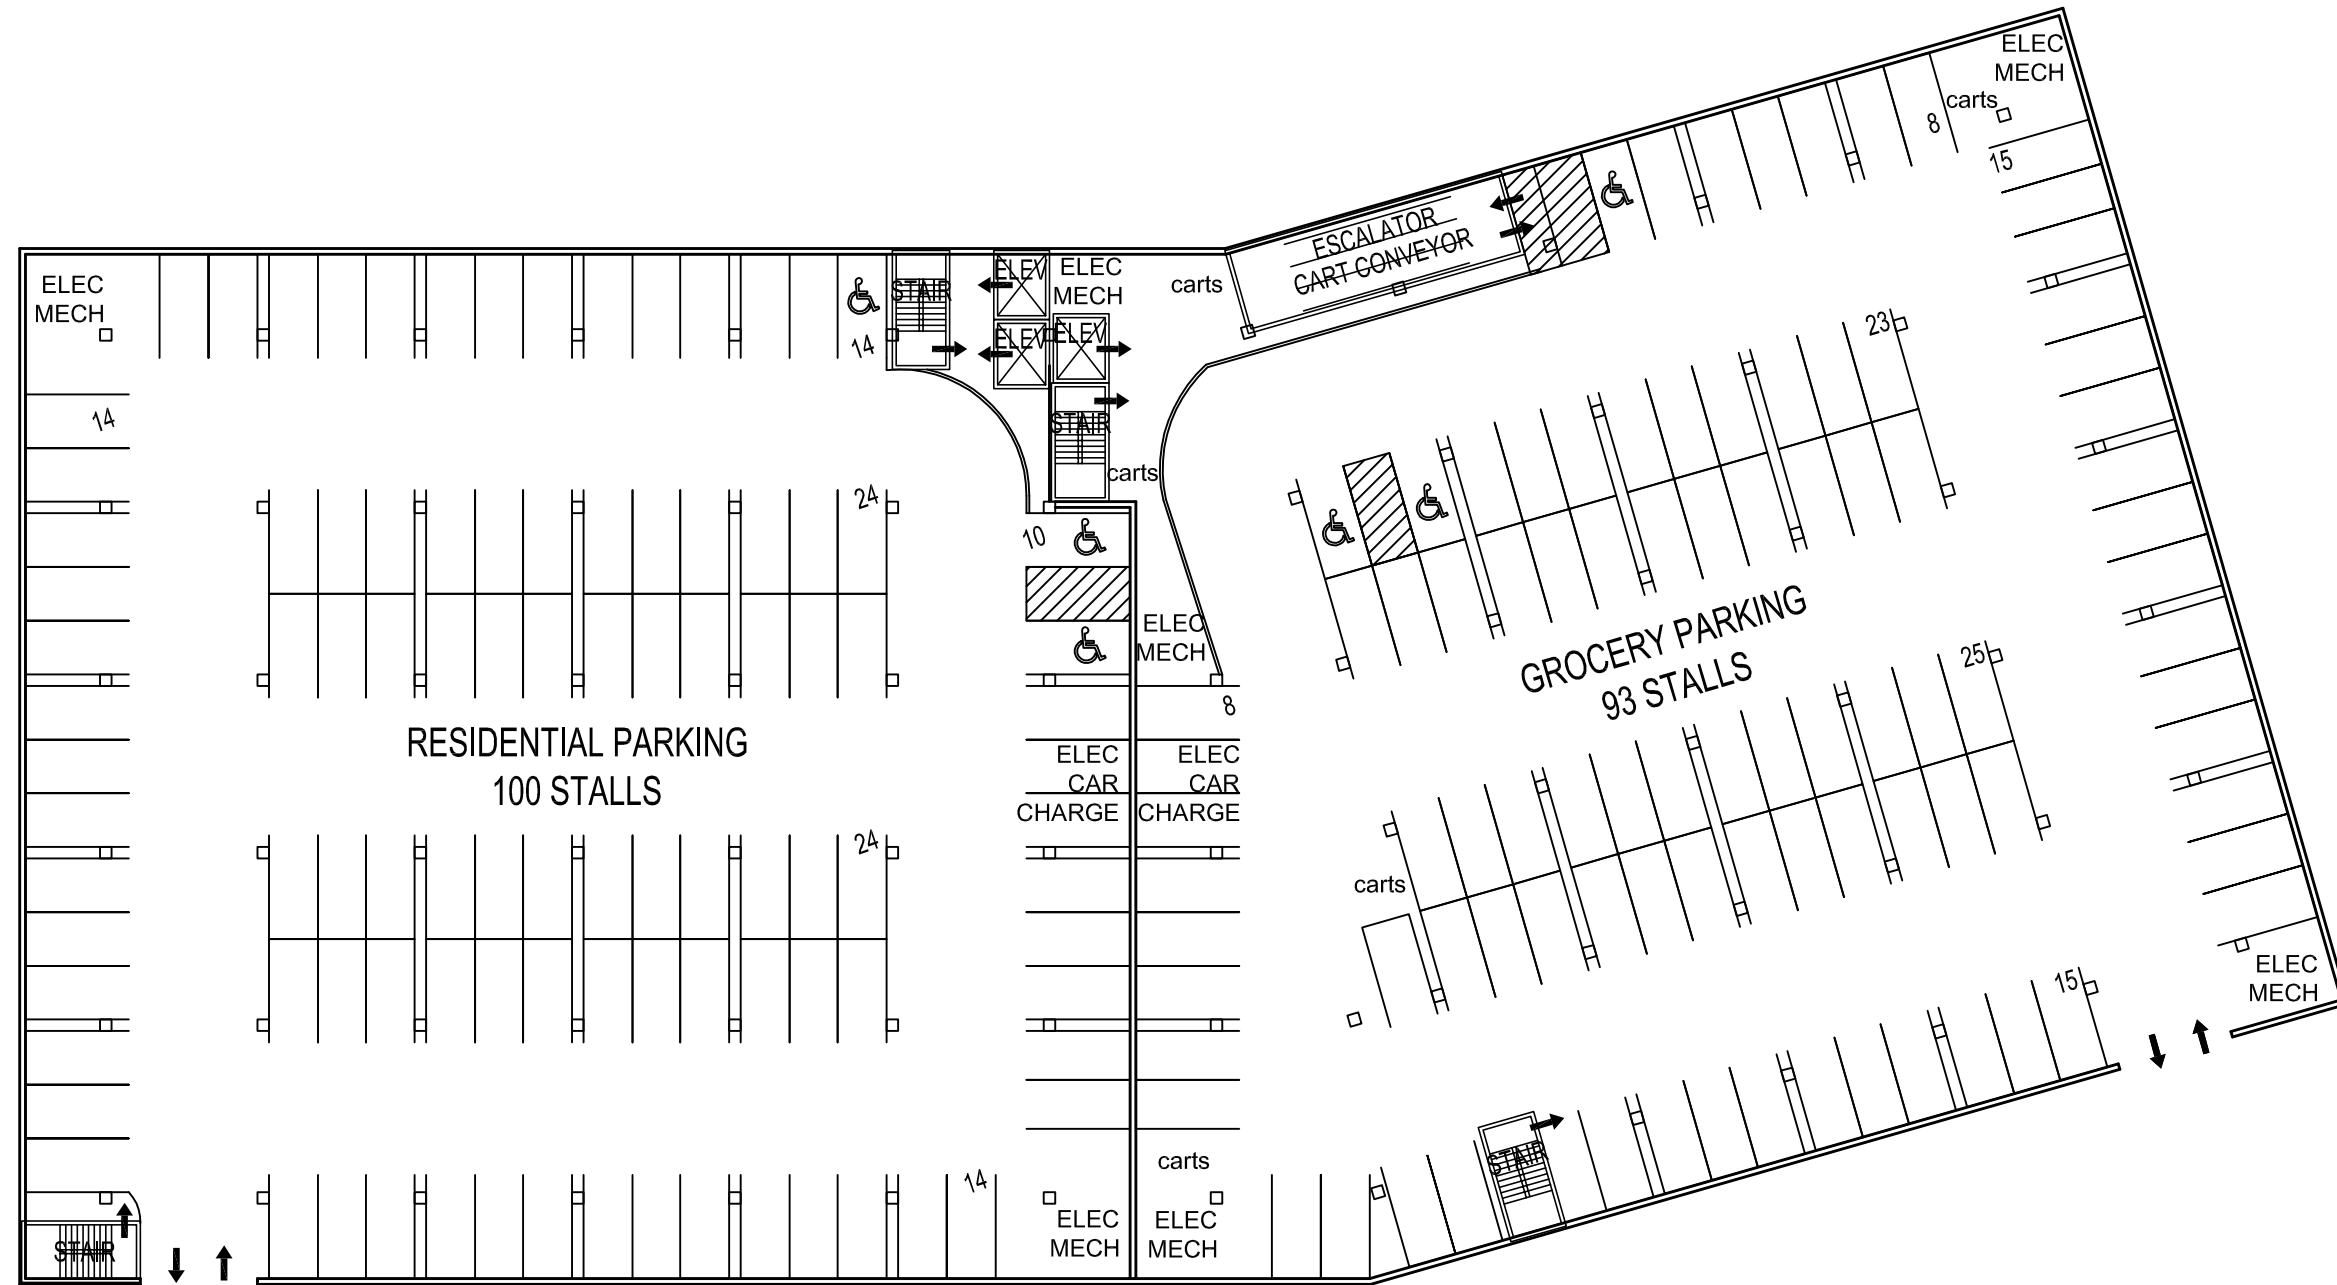 ELEC
MECH
carts
8
15
ESCALATOR
CART CONVEYOR
ELEC
MECH
14
STAIR
14
ELEV
ELEV
ELEV
ELEC
MECH
carts
STAIR
carts
23
24
10
ELEC
MECH
8
GROCERY PARKING
93 STALLS
25
RESIDENTIAL PARKING
100 STALLS
ELEC
CAR
CHARGE
ELEC
CAR
CHARGE
24
carts
15
ELEC
MECH
14
carts
STAIR
ELEC
MECH
ELEC
MECH
STAIR